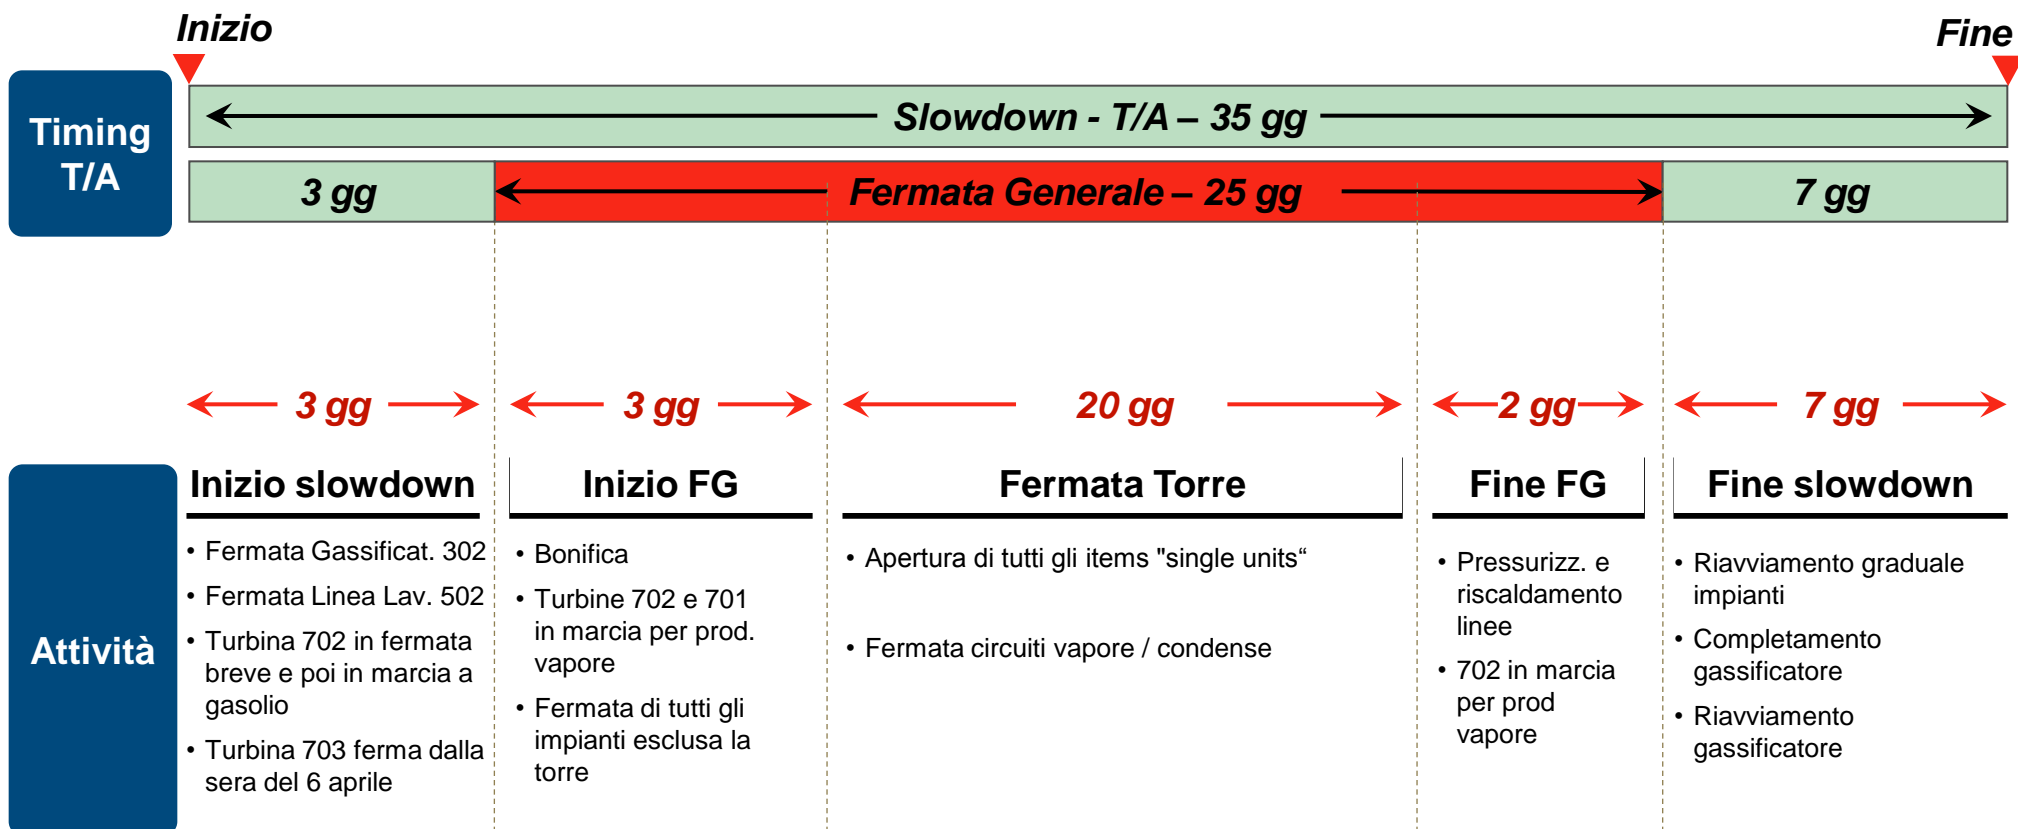 Inizio
Fine
Timing
T/A
Slowdown - T/A – 35 gg
3 gg
Fermata Generale – 25 gg
7 gg
3 gg
3 gg
20 gg
2 gg
7 gg
Attività
Inizio slowdown
• Fermata Gassificat. 302
• Fermata Linea Lav. 502
• Turbina 702 in fermata
breve e poi in marcia a
gasolio
• Turbina 703 ferma dalla
sera del 6 aprile
Inizio FG
• Bonifica
• Turbine 702 e 701
in marcia per prod.
vapore
• Fermata di tutti gli
impianti esclusa la
torre
Fermata Torre
• Apertura di tutti gli items "single units“
• Fermata circuiti vapore / condense
Fine FG
• Pressurizz. e
riscaldamento
linee
• 702 in marcia
per prod
vapore
Fine slowdown
• Riavviamento graduale
impianti
• Completamento
gassificatore
• Riavviamento
gassificatore